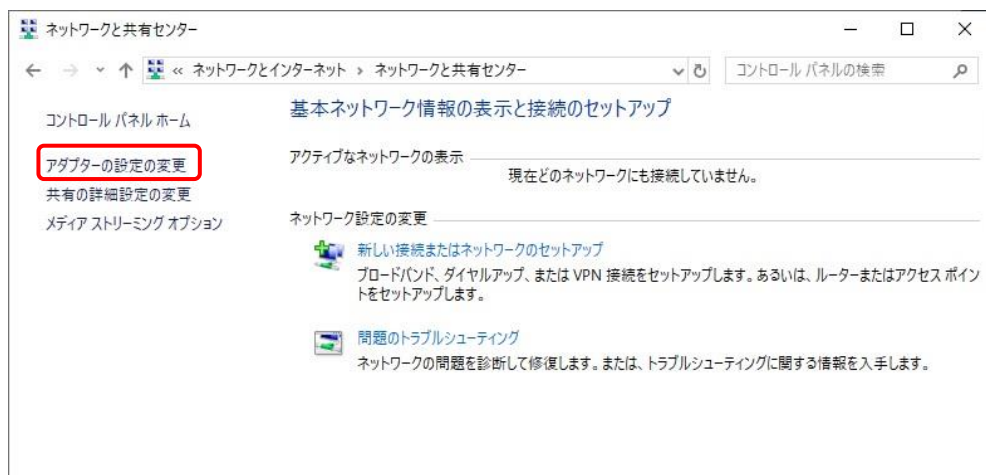 ネットワークと共有センター
« ネットワークとインターネット › ネットワークと共有センター
コントロール パネルの検索
コントロール パネル ホーム
アダプターの設定の変更
共有の詳細設定の変更
メディア ストリーミング オプション
基本ネットワーク情報の表示と接続のセットアップ
アクティブなネットワークの表示
現在どのネットワークにも接続していません。
ネットワーク設定の変更
新しい接続またはネットワークのセットアップ
ブロードバンド、ダイヤルアップ、または VPN 接続をセットアップします。あるいは、ルーターまたはアクセス ポイン
トをセットアップします。
問題のトラブルシューティング
ネットワークの問題を診断して修復します。または、トラブルシューティングに関する情報を入手します。